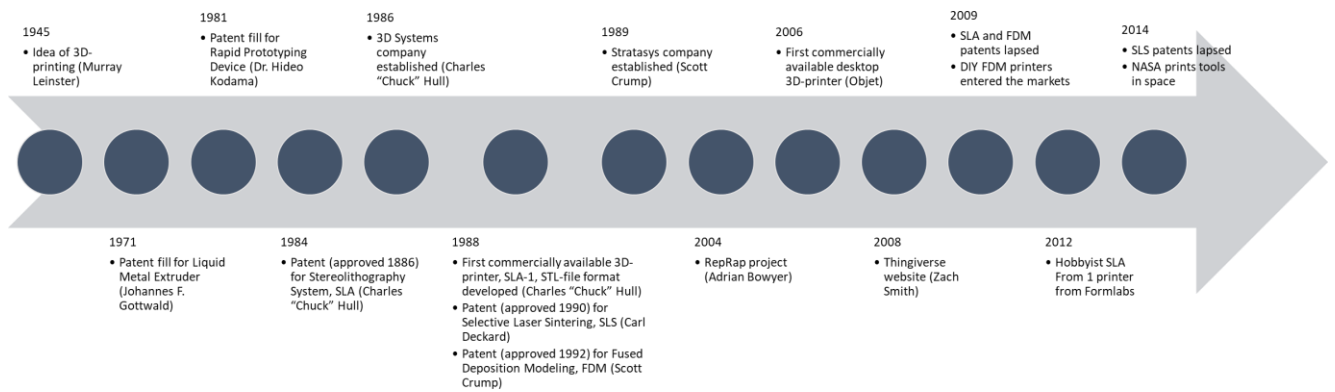 1945
• Idea of 3D-
printing (Murray
Leinster)
1981
• Patent fill for
Rapid Prototyping
Device (Dr. Hideo
Kodama)
1986
• 3D Systems
company
established (Charles
“Chuck” Hull)
1989
• Stratasys company
established (Scott
Crump)
2006
• First commercially
available desktop
3D-printer (Objet)
2009
• SLA and FDM
patents lapsed
• DIY FDM printers
entered the markets
2014
• SLS patents lapsed
• NASA prints tools
in space
1971
• Patent fill for Liquid
Metal Extruder
(Johannes F.
Gottwald)
1984
• Patent (approved 1886)
for Stereolithography
System, SLA (Charles
“Chuck” Hull)
1988
• First commercially available 3D-
printer, SLA-1, STL-file format
developed (Charles “Chuck” Hull)
• Patent (approved 1990) for
Selective Laser Sintering, SLS (Carl
Deckard)
• Patent (approved 1992) for Fused
Deposition Modeling, FDM (Scott
Crump)
2004
• RepRap project
(Adrian Bowyer)
2008
• Thingiverse
website (Zach
Smith)
2012
• Hobbyist SLA
From 1 printer
from Formlabs